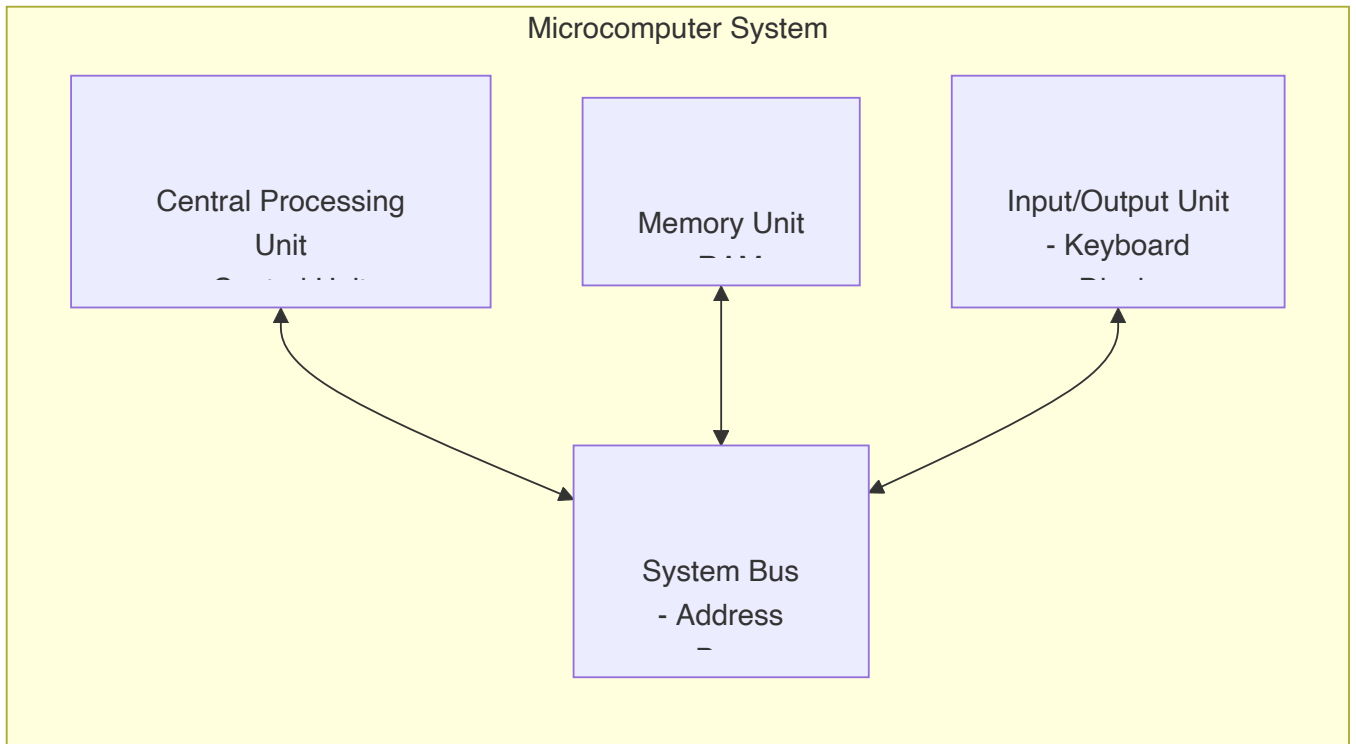 Microcomputer System
Central Processing
Unit
Memory Unit
Input/Output Unit
- Keyboard
System Bus
- Address